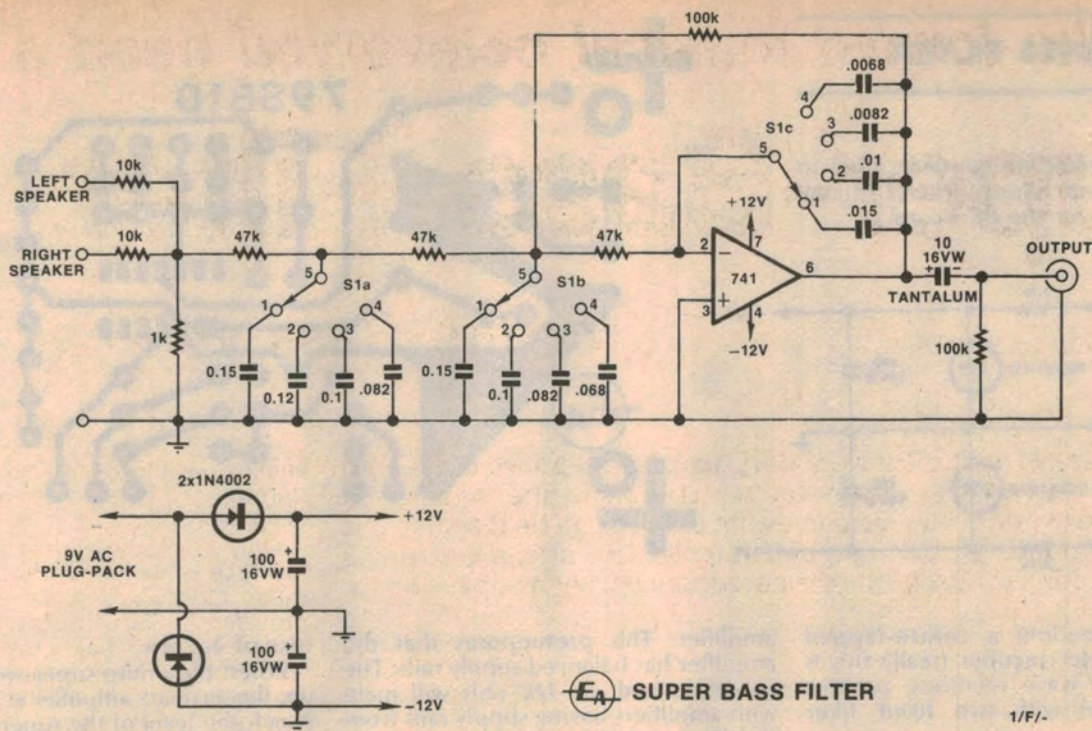 100k
.0068
4
.0082
S1c
3
5
2
.01
1
.015
10k
LEFT
SPEAKER
10k
RIGHT
SPEAKER
47k
47k
47k
+12V
2
7
−
741
6
+
3
4
−12V
10
16VW
+
−
TANTALUM
OUTPUT
100k
5
S1a
1
4
2
3
1k
0.15
0.12
0.1
.082
5
S1b
1
4
2
3
0.15
0.1
.082
.068
2x1N4002
+12V
9V AC
PLUG-PACK
100
16VW
+
100
16VW
+
−12V
EA SUPER BASS FILTER
1/F/-